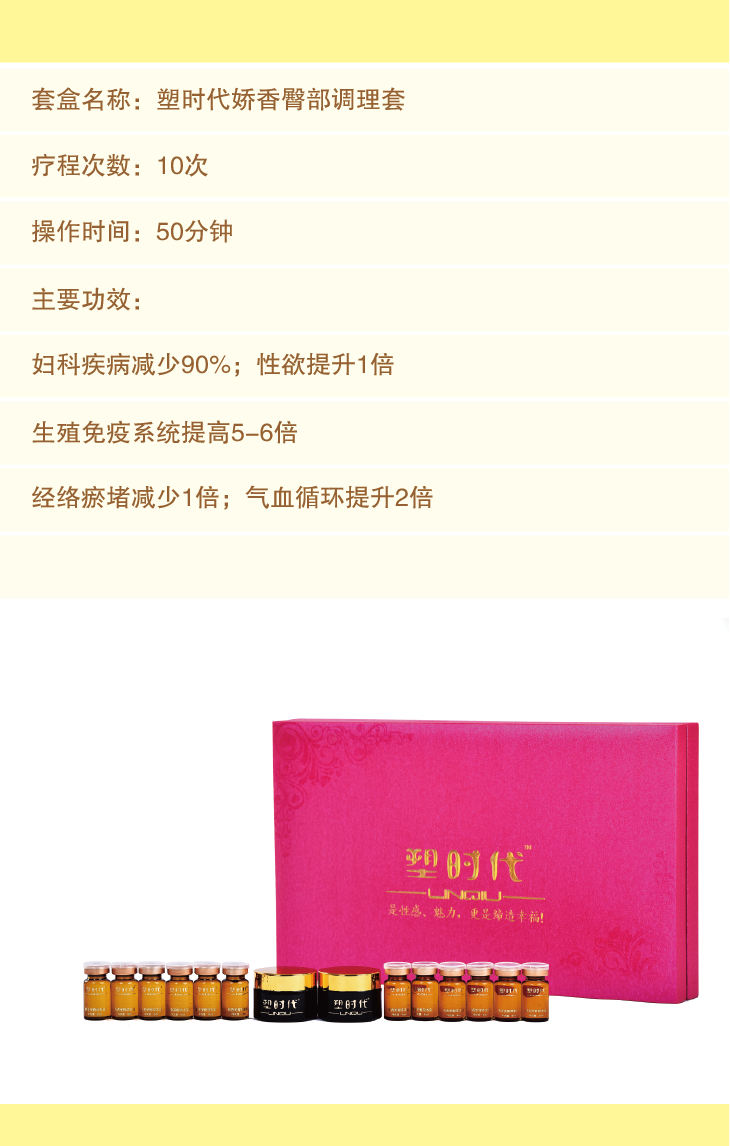 套盒名称：塑时代娇香臀部调理套
疗程次数：10次
操作时间：50分钟
主要功效：
妇科疾病减少90%；性欲提升1倍
生殖免疫系统提高5-6倍
经络瘀堵减少1倍；气血循环提升2倍
塑时代™
LINQIU
是性感、魅力，更是缔造幸福！
塑时代
LINQIU
塑时代
LINQIU